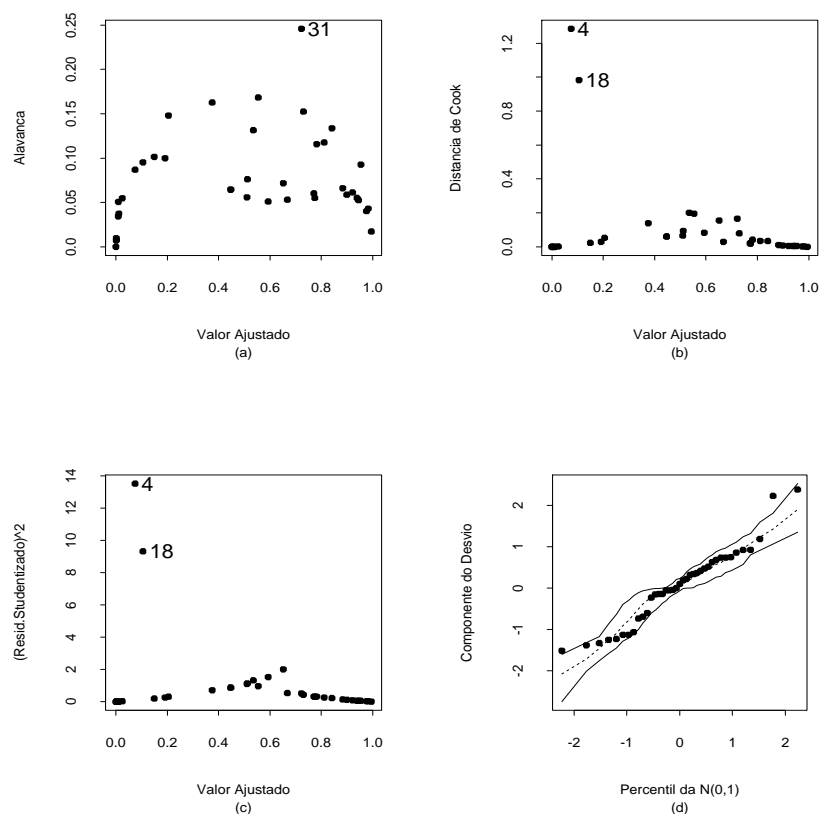 Alavanca
0.25
0.20
0.15
0.10
0.05
0.0
31
0.0 0.2 0.4 0.6 0.8 1.0
Valor Ajustado
(a)
Distancia de Cook
1.2
0.8
0.4
0.0
4
18
0.0 0.2 0.4 0.6 0.8 1.0
Valor Ajustado
(b)
(Resid.Studentizado)^2
14
12
10
8
6
4
2
0
4
18
0.0 0.2 0.4 0.6 0.8 1.0
Valor Ajustado
(c)
Componente do Desvio
2
1
0
-1
-2
-2 -1 0 1 2
Percentil da N(0,1)
(d)